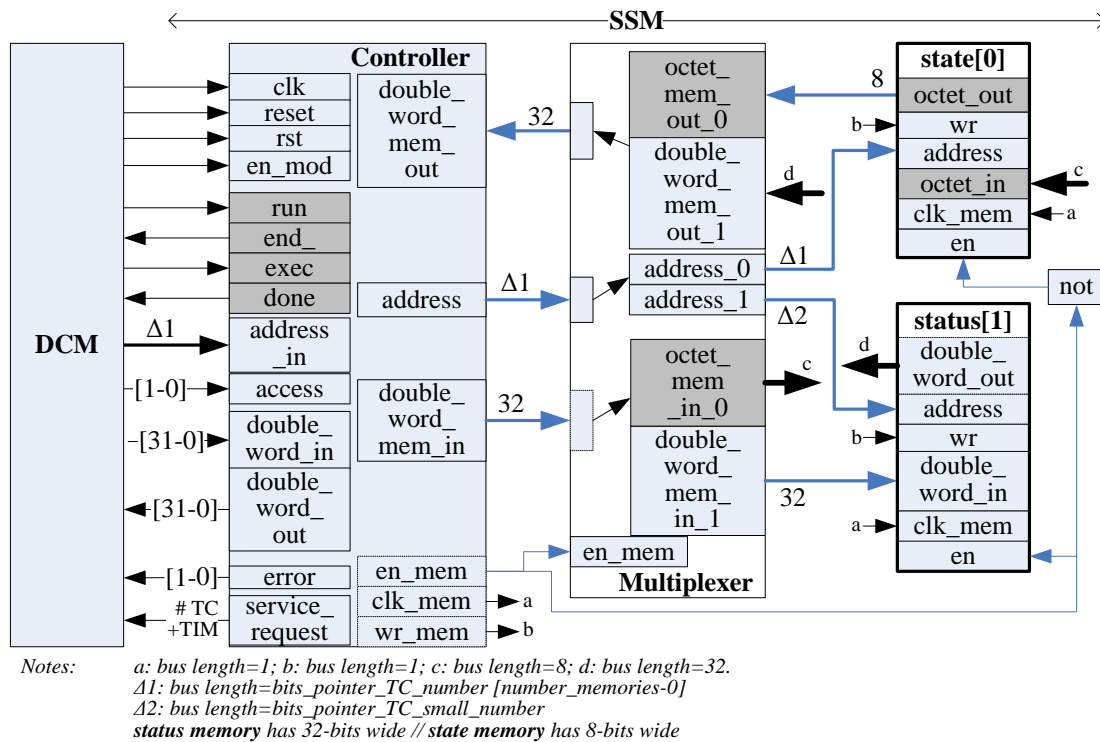 SSM
DCM
Controller
clk
reset
rst
en_mod
run
end_
exec
done
Δ1
address
_in
[1-0]
access
[31-0]
double_
word_in
[31-0]
double_
word_
out
[1-0]
error
# TC
+TIM
service_
request
double_
word_
mem_
out
32
address
Δ1
double_
word_
mem_in
32
en_mem
clk_mem
a
wr_mem
b
octet_
mem_
out_0
double_
word_
mem_
out_1
d
address_0
Δ1
address_1
Δ2
octet_
mem
_in_0
c
double_
word_
mem_
in_1
32
en_mem
Multiplexer
state[0]
8
octet_out
b
wr
address
octet_in
c
clk_mem
a
en
not
status[1]
d
double_
word_out
address
b
wr
double_
word_in
a
clk_mem
en
Notes:
a: bus length=1; b: bus length=1; c: bus length=8; d: bus length=32.
Δ1: bus length=bits_pointer_TC_number [number_memories-0]
Δ2: bus length=bits_pointer_TC_small_number
status memory has 32-bits wide // state memory has 8-bits wide